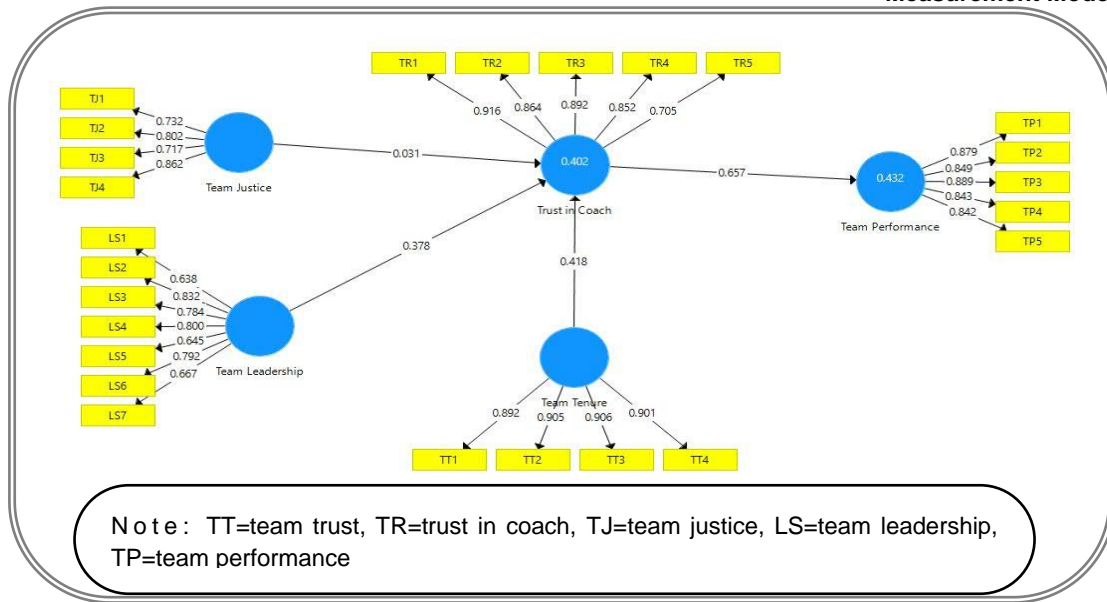 TR1 TR2 TR3 TR4 TR5
0.916 0.864 0.892 0.852 0.705
TJ1
TJ2
TJ3
TJ4
0.732
0.802
0.717
0.862
Team Justice
0.031
0.402
Trust in Coach
0.657
0.432
Team Performance
TP1
TP2
TP3
TP4
TP5
0.879
0.849
0.889
0.843
0.842
LS1
LS2
LS3
LS4
LS5
LS6
LS7
0.638
0.832
0.784
0.800
0.645
0.792
0.667
Team Leadership
0.378
0.418
Team Tenure
0.892 0.905 0.906 0.901
TT1 TT2 TT3 TT4
Note: TT=team trust, TR=trust in coach, TJ=team justice, LS=team leadership,
TP=team performance